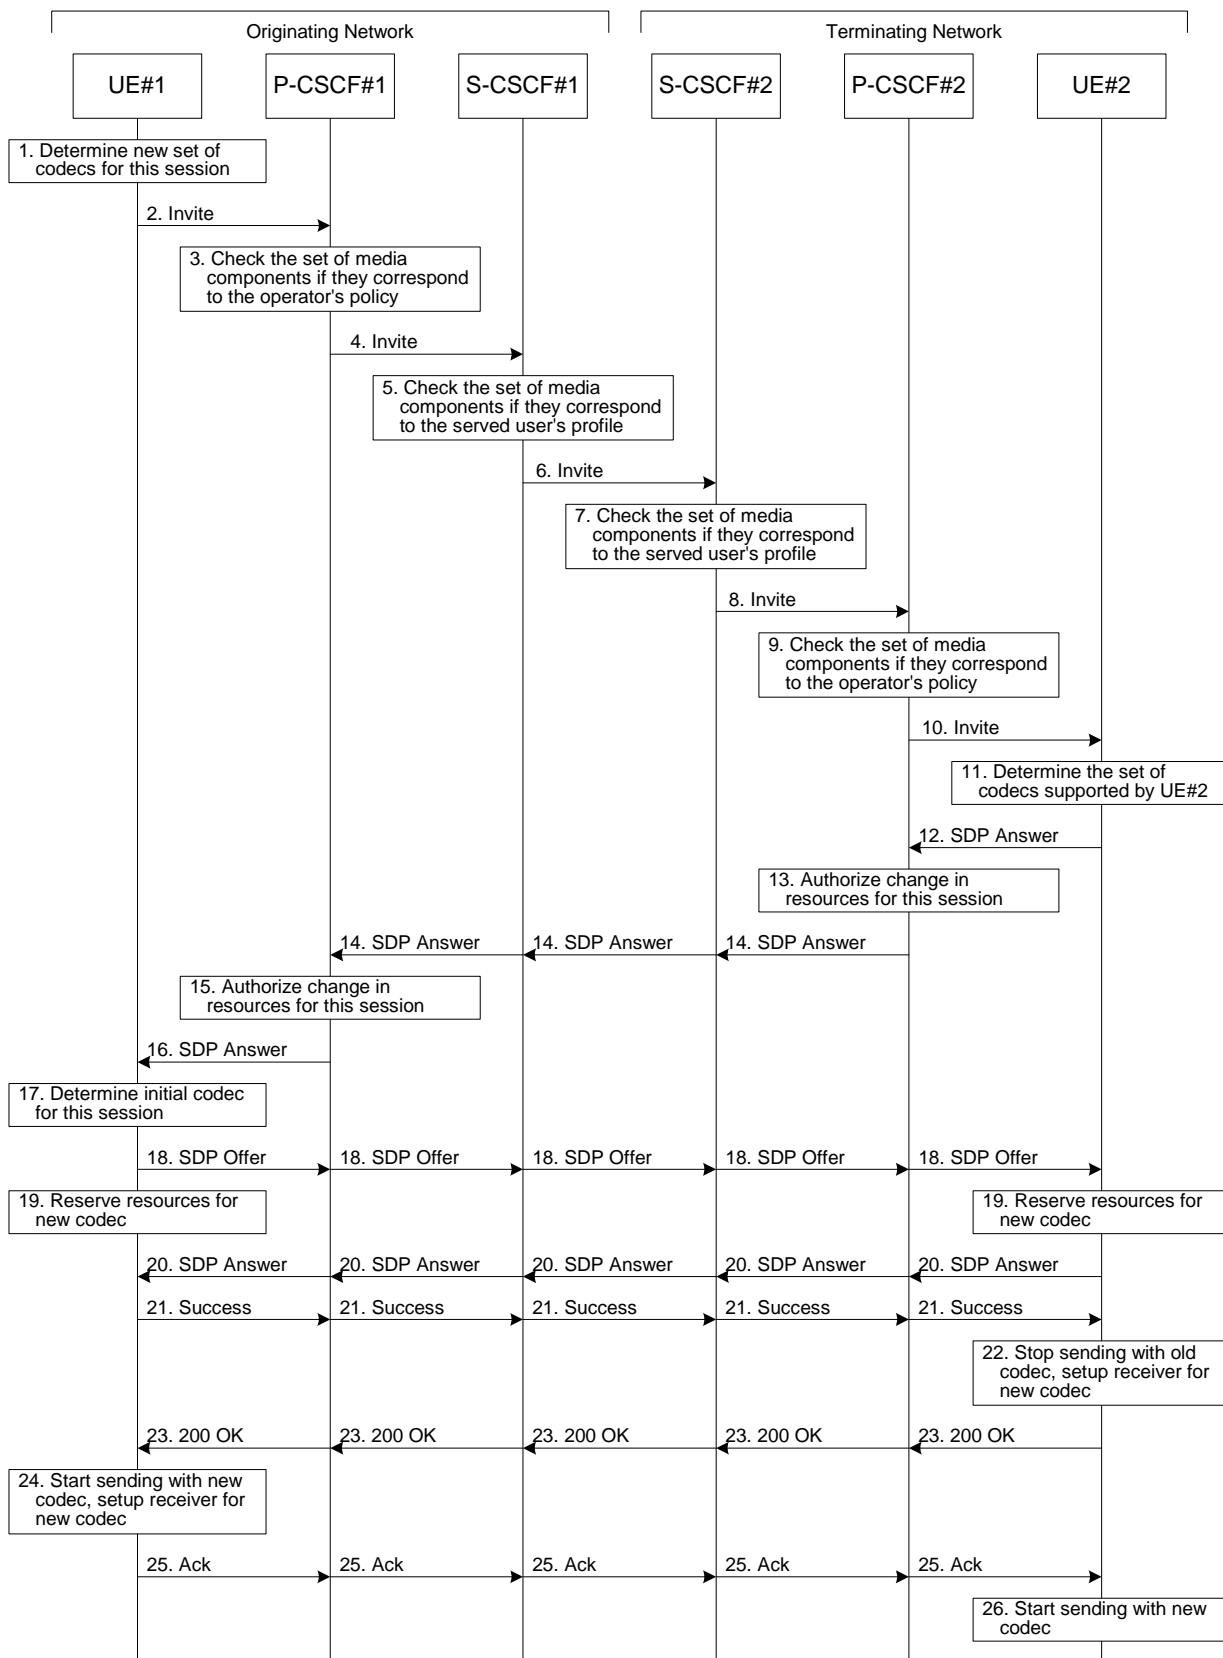 Originating Network
Terminating Network
UE#1
P-CSCF#1
S-CSCF#1
S-CSCF#2
P-CSCF#2
UE#2
1. Determine new set of
codecs for this session
2. Invite
3. Check the set of media
components if they correspond
to the operator's policy
4. Invite
5. Check the set of media
components if they correspond
to the served user's profile
6. Invite
7. Check the set of media
components if they correspond
to the served user's profile
8. Invite
9. Check the set of media
components if they correspond
to the operator's policy
10. Invite
11. Determine the set of
codecs supported by UE#2
12. SDP Answer
13. Authorize change in
resources for this session
14. SDP Answer
14. SDP Answer
14. SDP Answer
15. Authorize change in
resources for this session
16. SDP Answer
17. Determine initial codec
for this session
18. SDP Offer
18. SDP Offer
18. SDP Offer
18. SDP Offer
18. SDP Offer
19. Reserve resources for
new codec
19. Reserve resources for
new codec
20. SDP Answer
20. SDP Answer
20. SDP Answer
20. SDP Answer
20. SDP Answer
21. Success
21. Success
21. Success
21. Success
21. Success
22. Stop sending with old
codec, setup receiver for
new codec
23. 200 OK
23. 200 OK
23. 200 OK
23. 200 OK
23. 200 OK
24. Start sending with new
codec, setup receiver for
new codec
25. Ack
25. Ack
25. Ack
25. Ack
25. Ack
26. Start sending with new
codec